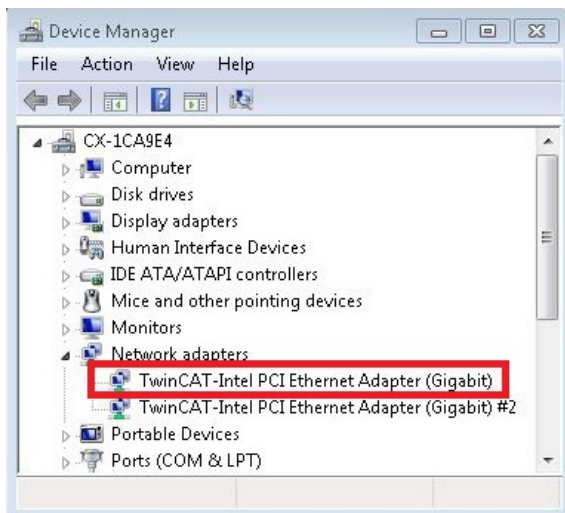 Device Manager
File Action View Help
CX-1CA9E4
Computer
Disk drives
Display adapters
Human Interface Devices
IDE ATA/ATAPI controllers
Mice and other pointing devices
Monitors
Network adapters
TwinCAT-Intel PCI Ethernet Adapter (Gigabit)
TwinCAT-Intel PCI Ethernet Adapter (Gigabit) #2
Portable Devices
Ports (COM & LPT)